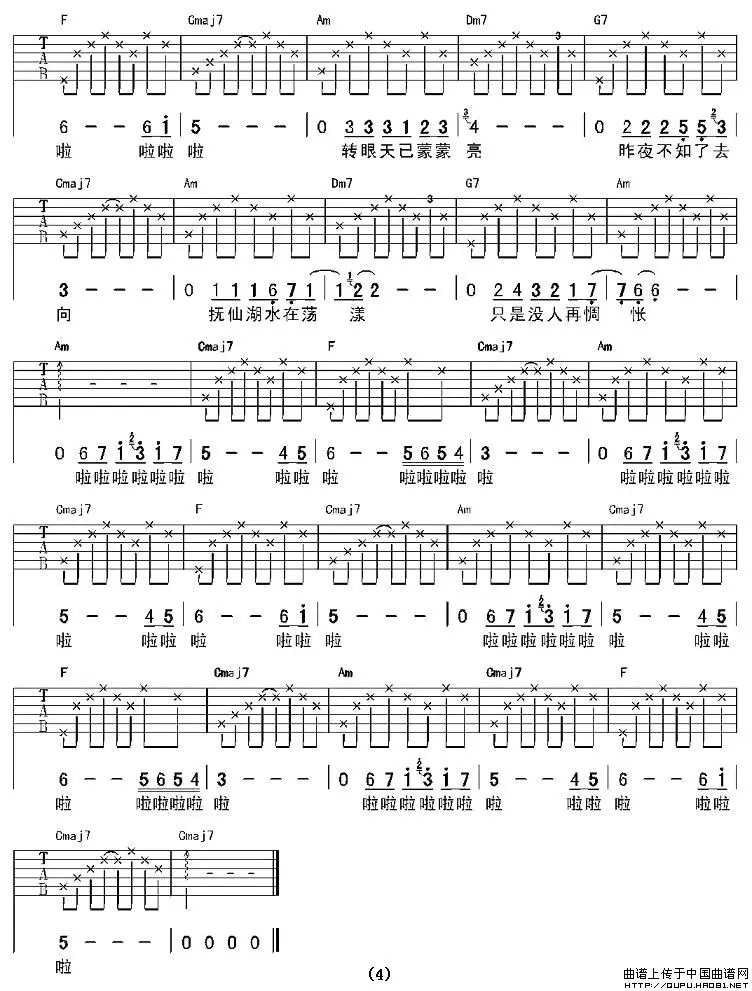 F Cmaj7 Am Dm7 G7
T A B 3
6 - - 6 i 5 - - - 0 3 3 3 1 2 3 3 4 - - - 0 2 2 2 5 5 2 3
啦 啦啦 啦 转眼天已蒙蒙 亮 昨夜不知了去
Cmaj7 Am Dm7 G7 Am
T A B 3
3 - - - 0 1 1 1 6 7 1 1 1 2 2 - - 0 2 4 3 2 1 7 7 6 6 - -
向 抚仙湖水在荡 漾 只是没人再惆 怅
Am Cmaj7 F Cmaj7 Am
T A B - - -
0 6 7 i 2 3 i 7 5 - - 4 5 6 - - 5 6 5 4 3 - - - 0 6 7 i 2 3 i 7
啦啦啦啦啦啦 啦 啦啦 啦 啦啦啦啦 啦 啦啦啦啦啦啦
Cmaj7 F Cmaj7 Am Cmaj7
T A B
5 - - 4 5 6 - - 6 i 5 - - - 0 6 7 i 2 3 i 7 5 - - 4 5
啦 啦啦 啦 啦啦 啦 啦啦啦啦啦啦 啦 啦啦
F Cmaj7 Am Cmaj7 F
T A B
6 - - 5 6 5 4 3 - - - 0 6 7 i 2 3 i 7 5 - - 4 5 6 - - 6 i
啦 啦啦啦啦 啦 啦啦啦啦啦啦 啦 啦啦 啦 啦啦
Cmaj7 Cmaj7
T A B - - -
5 - - - 0 0 0 0
啦
(4)
曲谱上传于中国曲谱网
HTTP://QUPU.HAO81.NET